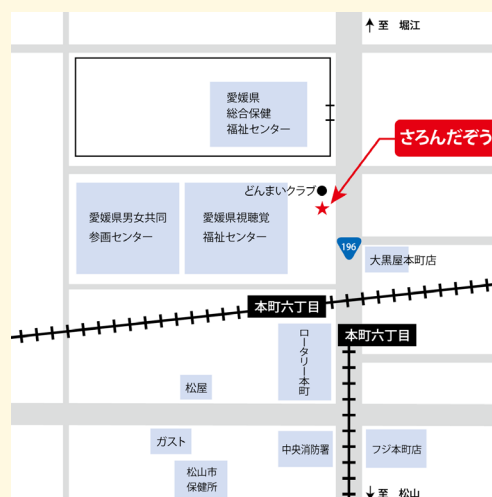 至 堀江
愛媛県
総合保健
福祉センター
さろんだぞう
どんまいクラブ
愛媛県男女共同
参画センター
愛媛県視聴覚
福祉センター
196
大黒屋本町店
本町六丁目
本町六丁目
ロータリー本町
松屋
ガスト
中央消防署
フジ本町店
松山市
保健所
至 松山